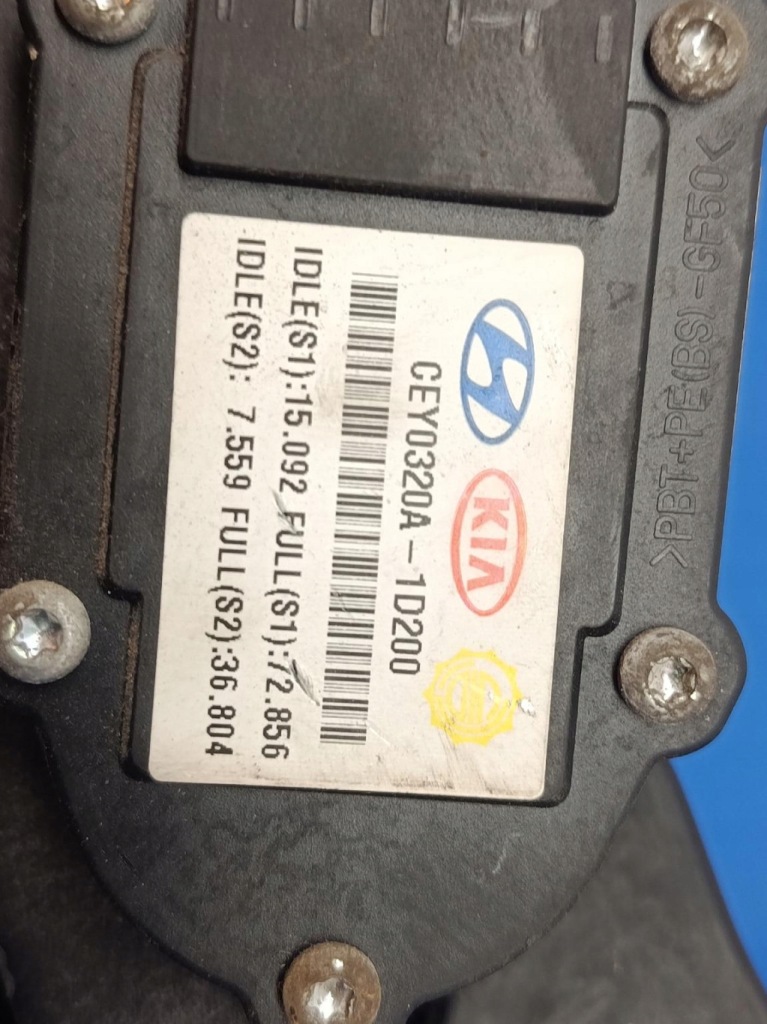 KIA
CEY0320A-1D200
IDLE(S1):15.092 FULL(S1):72.856
IDLE(S2): 7.559 FULL(S2):36.804
>PBT+PE(BS)-GF50<